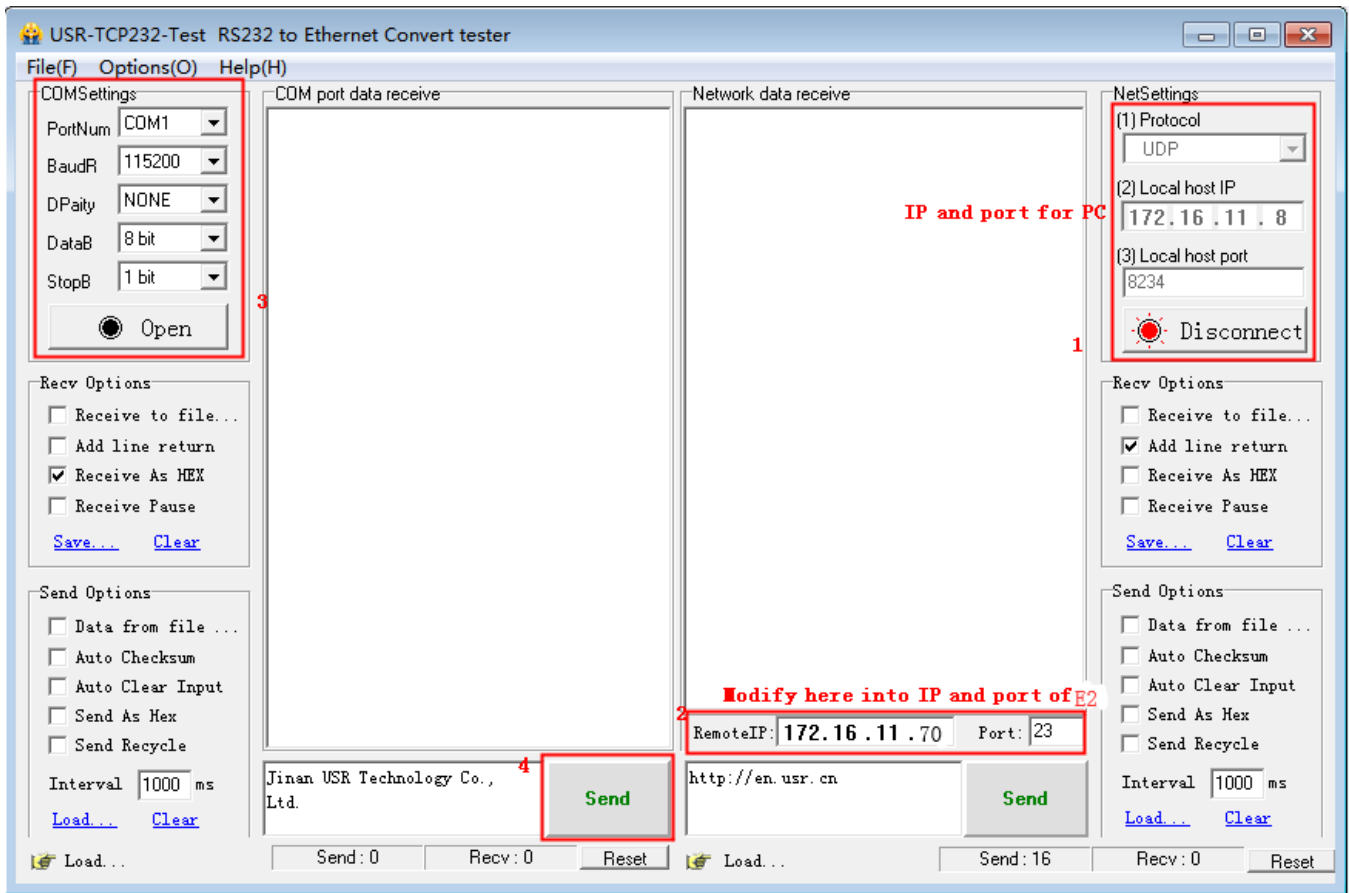 USR-TCP232-Test RS232 to Ethernet Convert tester
File(F) Options(O) Help(H)
COMSettings
PortNum COM1
BaudR 115200
DPaity NONE
DataB 8 bit
StopB 1 bit
Open
3
Recv Options
Receive to file...
Add line return
Receive As HEX
Receive Pause
Save... Clear
Send Options
Data from file ...
Auto Checksum
Auto Clear Input
Send As Hex
Send Recycle
Interval 1000 ms
Load... Clear
Load...
COM port data receive
Jinan USR Technology Co.,
Ltd.
4
Send
Send : 0 Recv : 0 Reset
Network data receive
IP and port for PC
1
Modify here into IP and port of E2
2
RemoteIP: 172.16.11.70 Port: 23
http://en.usr.cn
Send
Load... Send : 16 Recv : 0 Reset
NetSettings
(1) Protocol
UDP
(2) Local host IP
172.16.11.8
(3) Local host port
8234
Disconnect
Recv Options
Receive to file...
Add line return
Receive As HEX
Receive Pause
Save... Clear
Send Options
Data from file ...
Auto Checksum
Auto Clear Input
Send As Hex
Send Recycle
Interval 1000 ms
Load... Clear